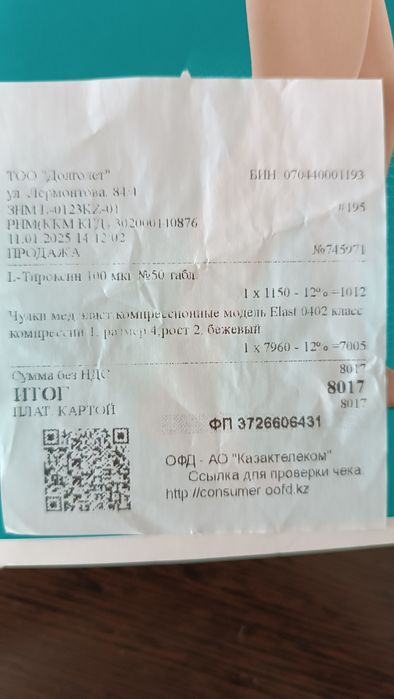 ТОО "Долголет" БИН: 070440001193
ул. Лермонтова, 84/1
ЗНМ L-0123KZ-01 #195
РНМ(ККМ КГД): 302000110876
11.01.2025 14:12:02
ПРОДАЖА №745971
L-Тироксин 100 мкг №50 табл.
1 x 1150 - 12% =1012
Чулки мед.эласт компрессионные модель Elast 0402 класс
компрессии 1, размер 4,рост 2, бежевый
1 x 7960 - 12% =7005
Сумма без НДС 8017
ИТОГ 8017
ПЛАТ. КАРТОЙ 8017
ФП 3726606431
ОФД - АО "Казактелеком"
Ссылка для проверки чека:
http://consumer.oofd.kz